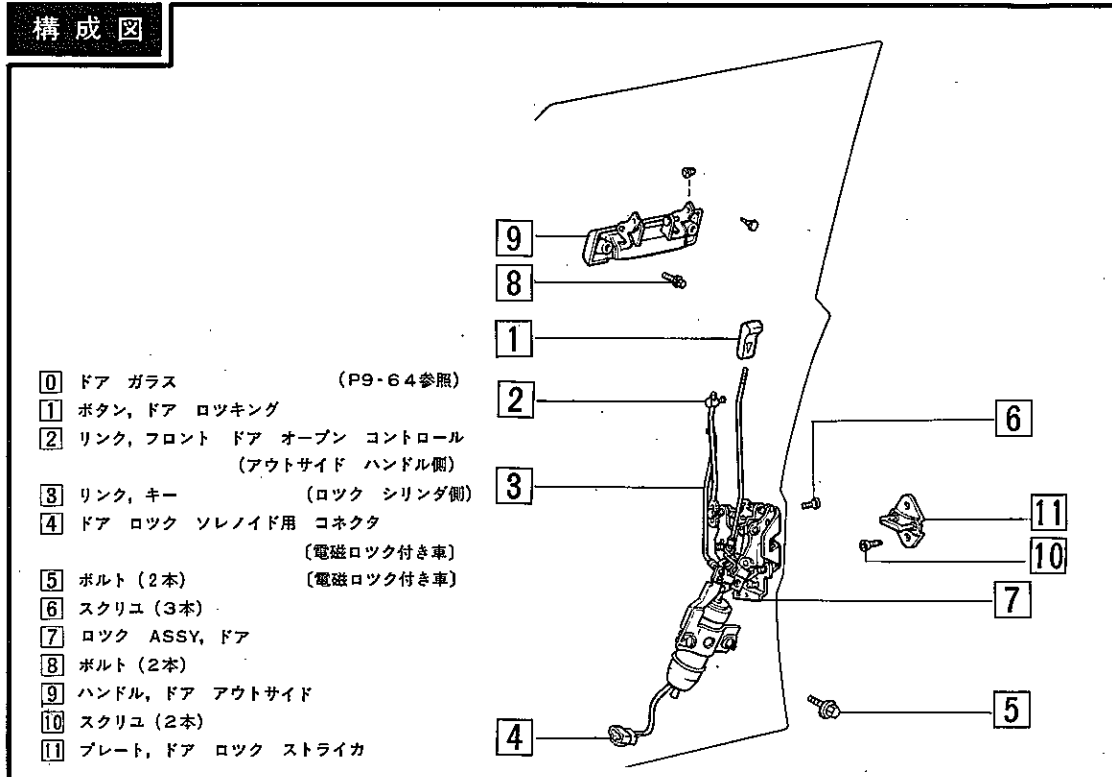 構成図
0 ドア ガラス (P9-64参照)
1 ボタン, ドア ロツキング
2 リンク, フロント ドア オープン コントロール
(アウトサイド ハンドル側)
3 リンク, キー (ロツク シリンダ側)
4 ドア ロツク ソレノイド用 コネクタ
〔電磁ロツク付き車〕
5 ボルト (2本) 〔電磁ロツク付き車〕
6 スクリユ (3本)
7 ロツク ASSY, ドア
8 ボルト (2本)
9 ハンドル, ドア アウトサイド
10 スクリユ (2本)
11 プレート, ドア ロツク ストライカ
9
8
1
2
6
3
11
10
7
5
4